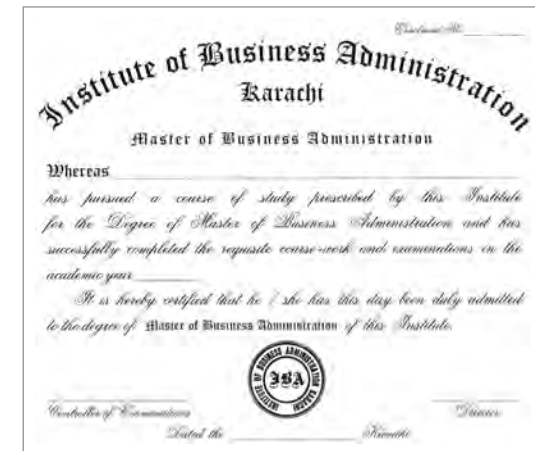 Enrolment No.
Institute of Business Administration
Karachi
Master of Business Administration
Whereas
has pursued a course of study prescribed by this Institute
for the Degree of Master of Business Administration and has
successfully completed the requisite course-work and examinations in the
academic year
It is hereby certified that he / she has this day been duly admitted
to the degree of Master of Business Administration of this Institute.
INSTITUTE OF BUSINESS ADMINISTRATION KARACHI
IBA
Controller of Examinations
Director
Dated the Karachi